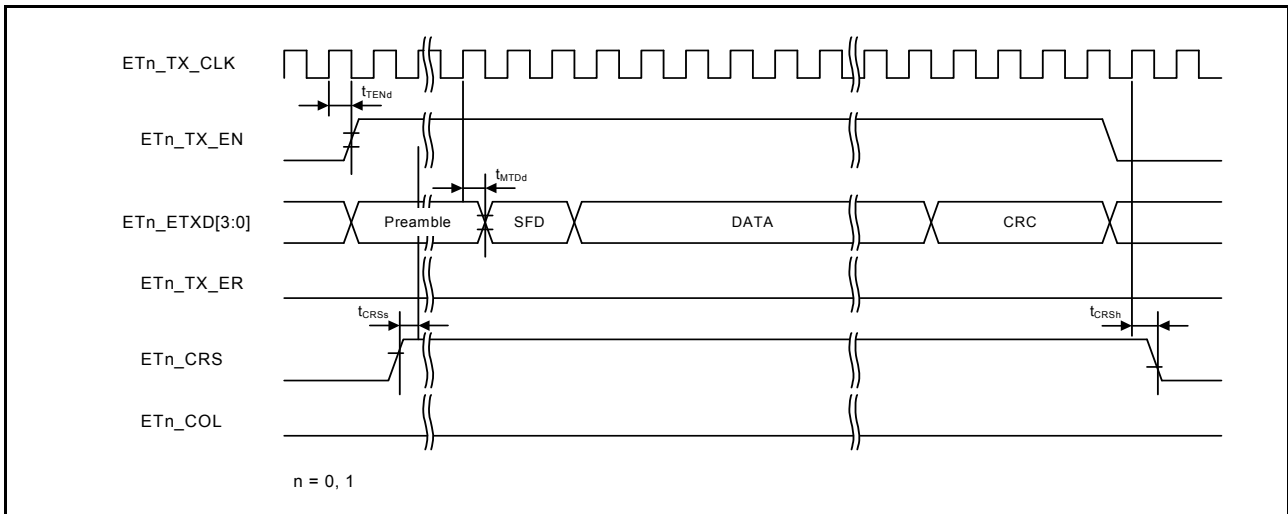 ETn_TX_CLK
tTENd
ETn_TX_EN
tMTDd
ETn_ETXD[3:0]
Preamble SFD DATA CRC
ETn_TX_ER
tCRSs tCRSh
ETn_CRS
ETn_COL
n = 0, 1